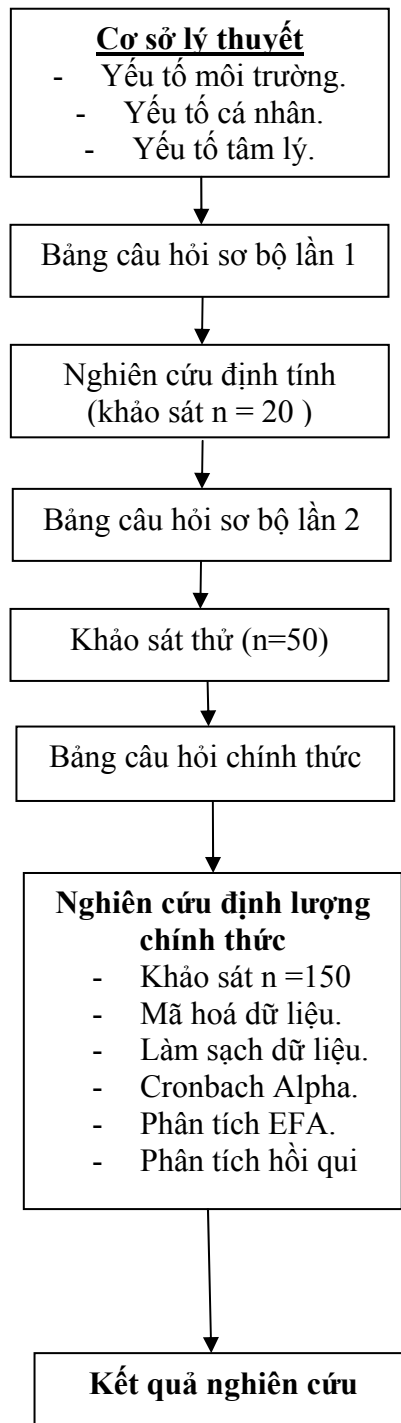 Cơ sở lý thuyết
- Yếu tố môi trường.
- Yếu tố cá nhân.
- Yếu tố tâm lý.
Bảng câu hỏi sơ bộ lần 1
Nghiên cứu định tính
(khảo sát n = 20 )
Bảng câu hỏi sơ bộ lần 2
Khảo sát thử (n=50)
Bảng câu hỏi chính thức
Nghiên cứu định lượng
chính thức
- Khảo sát n =150
- Mã hoá dữ liệu.
- Làm sạch dữ liệu.
- Cronbach Alpha.
- Phân tích EFA.
- Phân tích hồi qui
Kết quả nghiên cứu